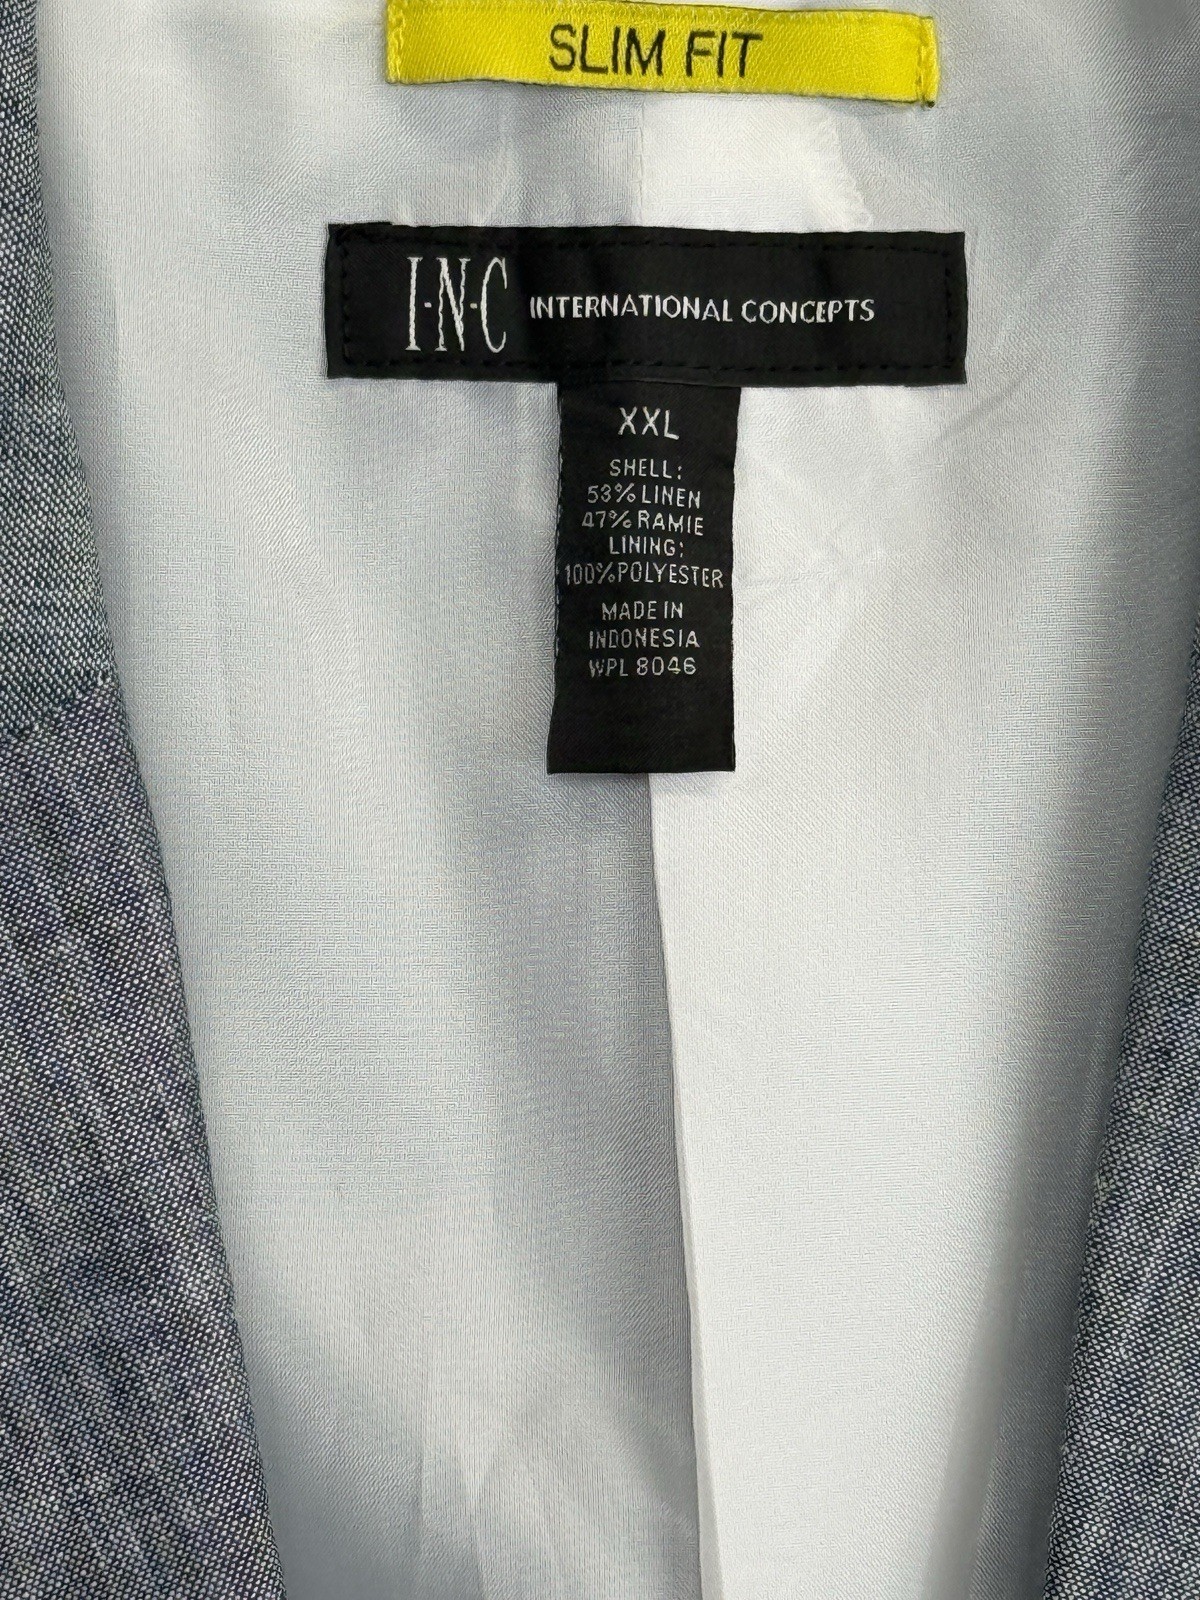 SLIM FIT
I·N·C INTERNATIONAL CONCEPTS
XXL
SHELL:
53% LINEN
47% RAMIE
LINING:
100% POLYESTER
MADE IN
INDONESIA
WPL 8046